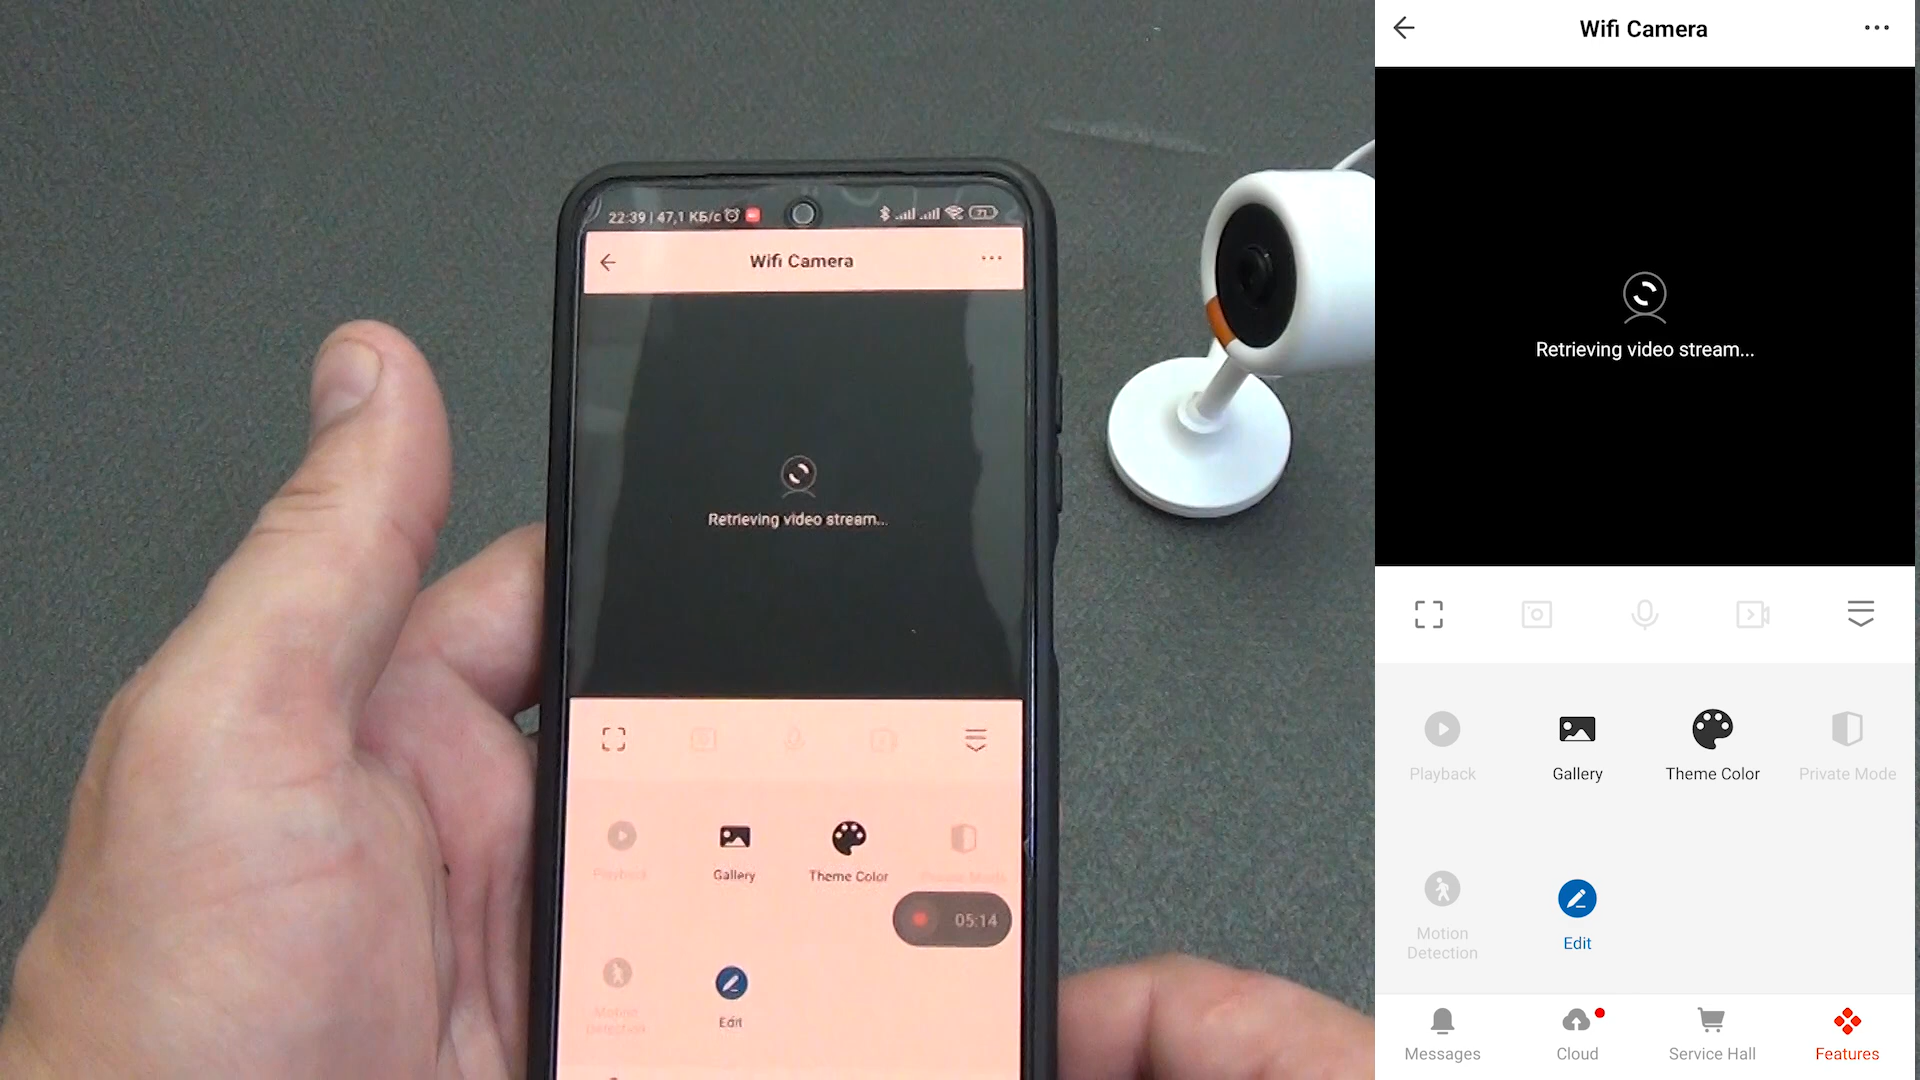 22:39 | 47,1 КБ/с
71
Wifi Camera
Retrieving video stream...
Playback
Gallery
Theme Color
Private Mode
05:14
Motion
Detection
Edit
Wifi Camera
Retrieving video stream...
Playback
Gallery
Theme Color
Private Mode
Motion
Detection
Edit
Messages
Cloud
Service Hall
Features